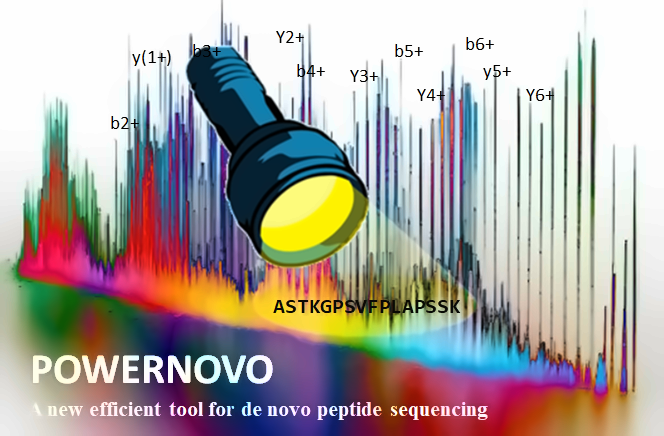 Y2+
b3+
y(1+)
b5+
b6+
b4+
Y3+
y5+
Y4+
Y6+
b2+
ASTKGPSVFPLAPSSK
POWERNOVO
A new efficient tool for de novo peptide sequencing